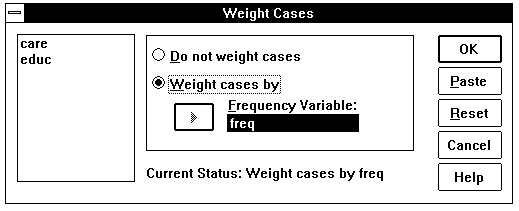 Weight Cases
care
educ
Do not weight cases
Weight cases by
Frequency Variable:
freq
Current Status: Weight cases by freq
OK
Paste
Reset
Cancel
Help